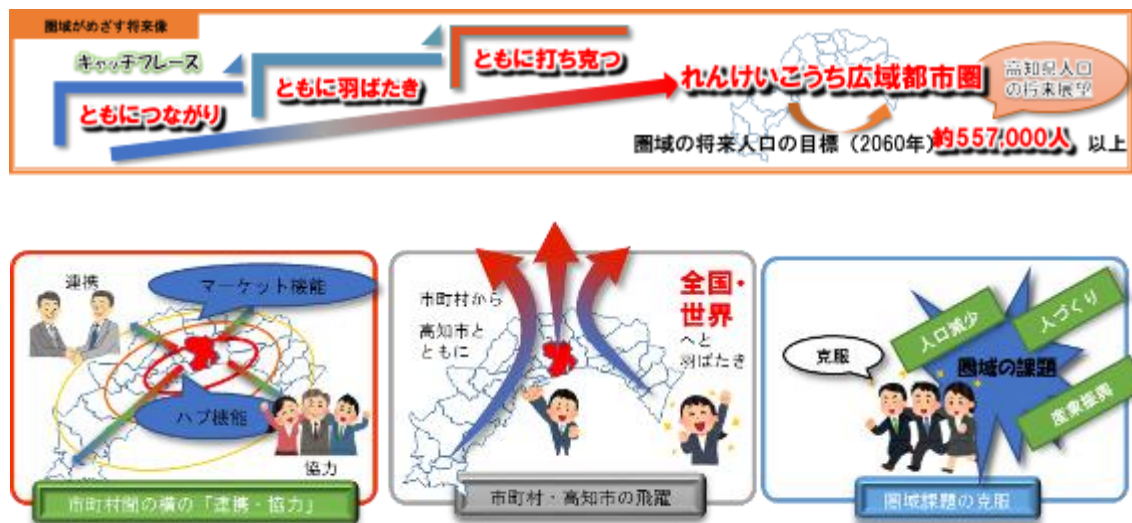 圏域がめざす将来像
キャッチフレーズ
ともにつながり
ともに羽ばたき
ともに打ち克つ
れんけいこうち広域都市圏
高知県人口
の将来展望
圏域の将来人口の目標（2060年）約557,000人 以上
連携
マーケット機能
ハブ機能
協力
市町村間の横の「連携・協力」
市町村から
高知市と
ともに
全国・
世界
へと
羽ばたき
市町村・高知市の飛躍
克服
人口減少
人づくり
圏域の課題
産業振興
圏域課題の克服